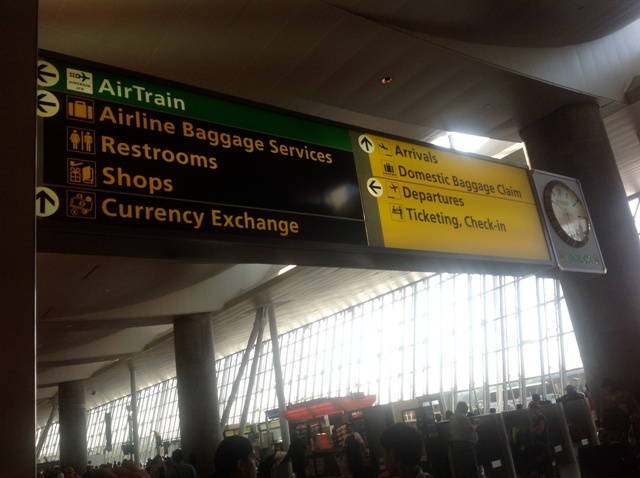 AirTrain
Airline Baggage Services
Restrooms
Shops
Currency Exchange
Arrivals
Domestic Baggage Claim
Departures
Ticketing, Check-in